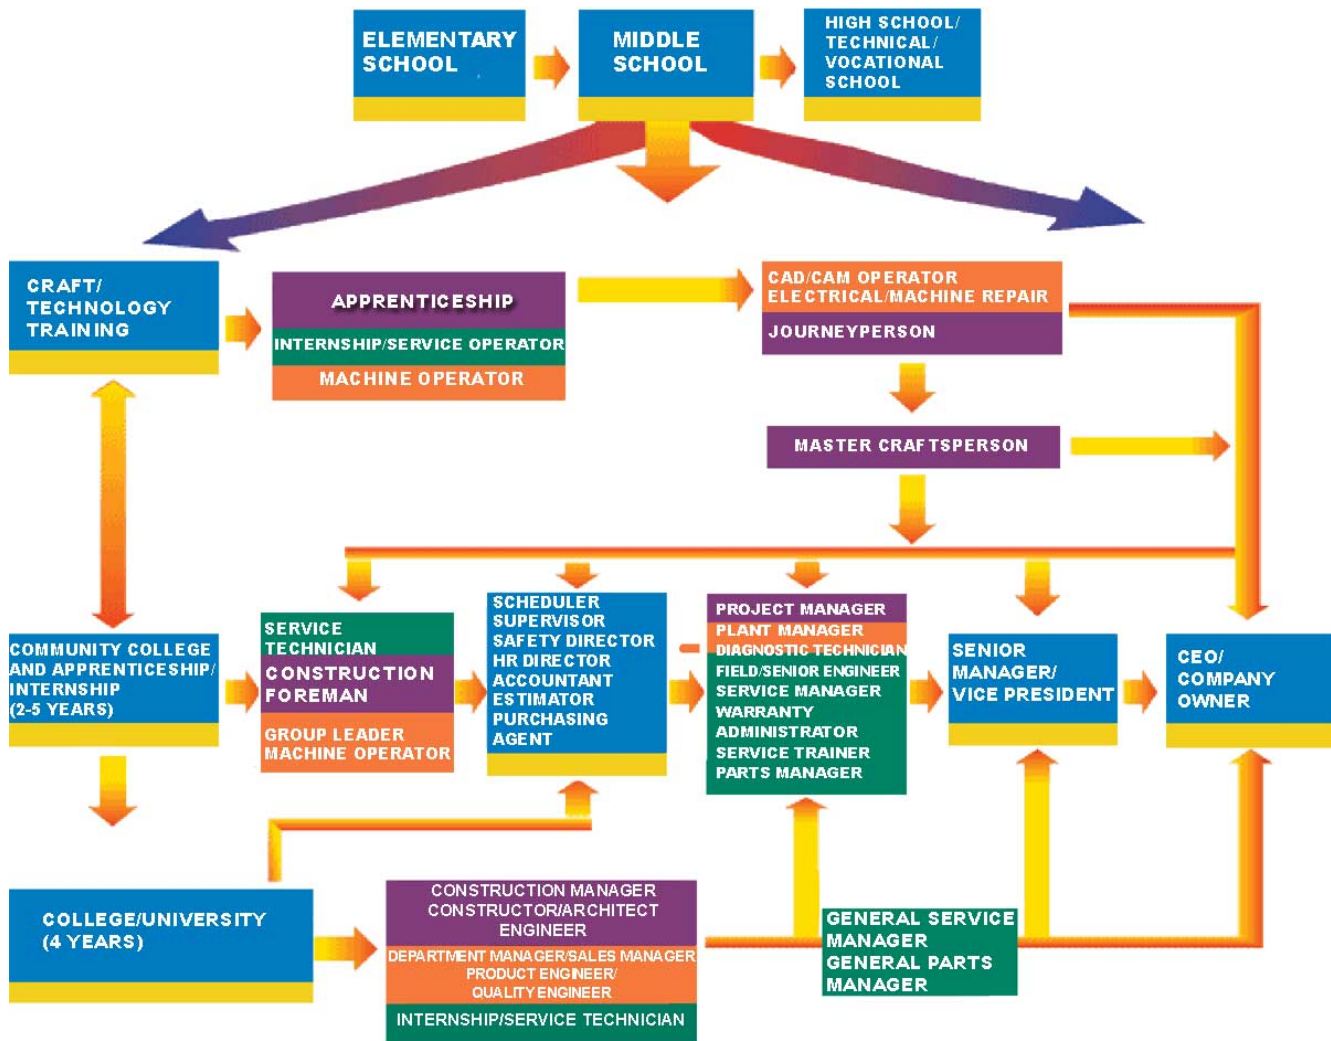 ELEMENTARY
SCHOOL
MIDDLE
SCHOOL
HIGH SCHOOL/
TECHNICAL/
VOCATIONAL
SCHOOL
CRAFT/
TECHNOLOGY
TRAINING
APPRENTICESHIP
INTERNSHIP/SERVICE OPERATOR
MACHINE OPERATOR
CAD/CAM OPERATOR
ELECTRICAL/MACHINE REPAIR
JOURNEYPERSON
MASTER CRAFTSPERSON
COMMUNITY COLLEGE
AND APPRENTICESHIP/
INTERNSHIP
(2-5 YEARS)
SERVICE
TECHNICIAN
CONSTRUCTION
FOREMAN
GROUP LEADER
MACHINE OPERATOR
SCHEDULER
SUPERVISOR
SAFETY DIRECTOR
HR DIRECTOR
ACCOUNTANT
ESTIMATOR
PURCHASING
AGENT
PROJECT MANAGER
PLANT MANAGER
DIAGNOSTIC TECHNICIAN
FIELD/SENIOR ENGINEER
SERVICE MANAGER
WARRANTY
ADMINISTRATOR
SERVICE TRAINER
PARTS MANAGER
SENIOR
MANAGER/
VICE PRESIDENT
CEO/
COMPANY
OWNER
COLLEGE/UNIVERSITY
(4 YEARS)
CONSTRUCTION MANAGER
CONSTRUCTOR/ARCHITECT
ENGINEER
DEPARTMENT MANAGER/SALES MANAGER
PRODUCT ENGINEER/
QUALITY ENGINEER
INTERNSHIP/SERVICE TECHNICIAN
GENERAL SERVICE
MANAGER
GENERAL PARTS
MANAGER